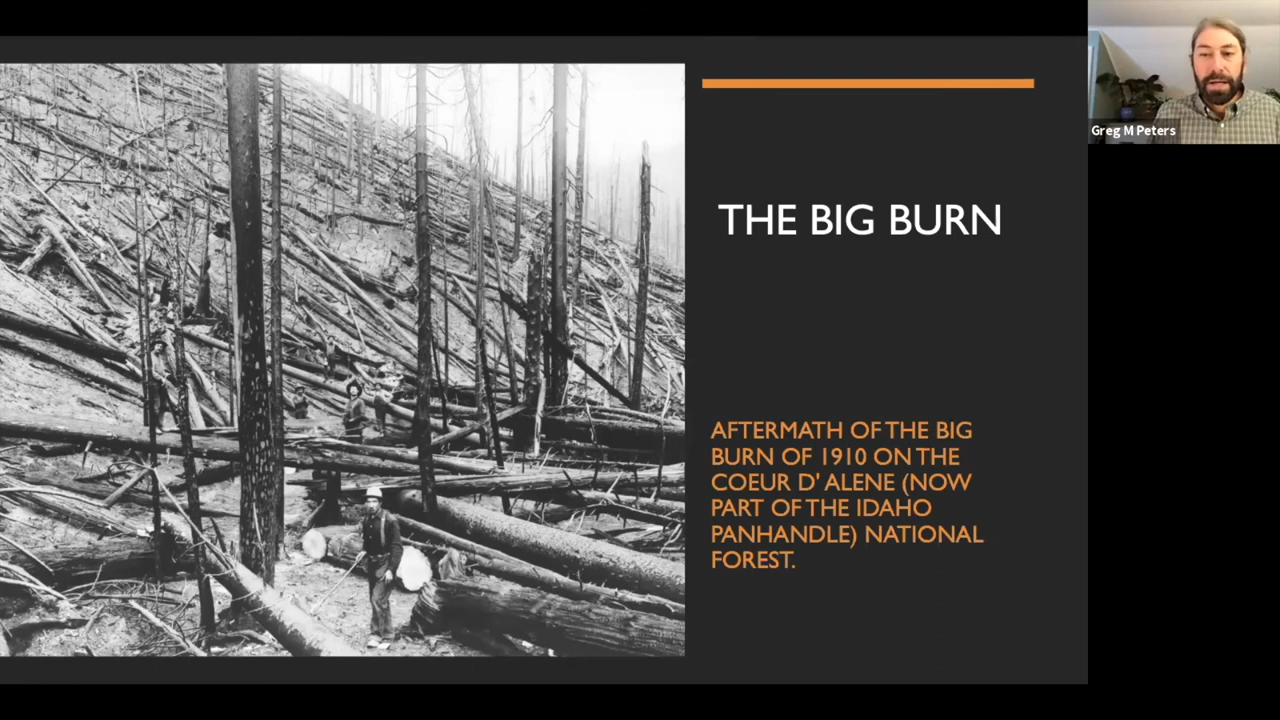 THE BIG BURN
AFTERMATH OF THE BIG
BURN OF 1910 ON THE
COEUR D' ALENE (NOW
PART OF THE IDAHO
PANHANDLE) NATIONAL
FOREST.
Greg M Peters